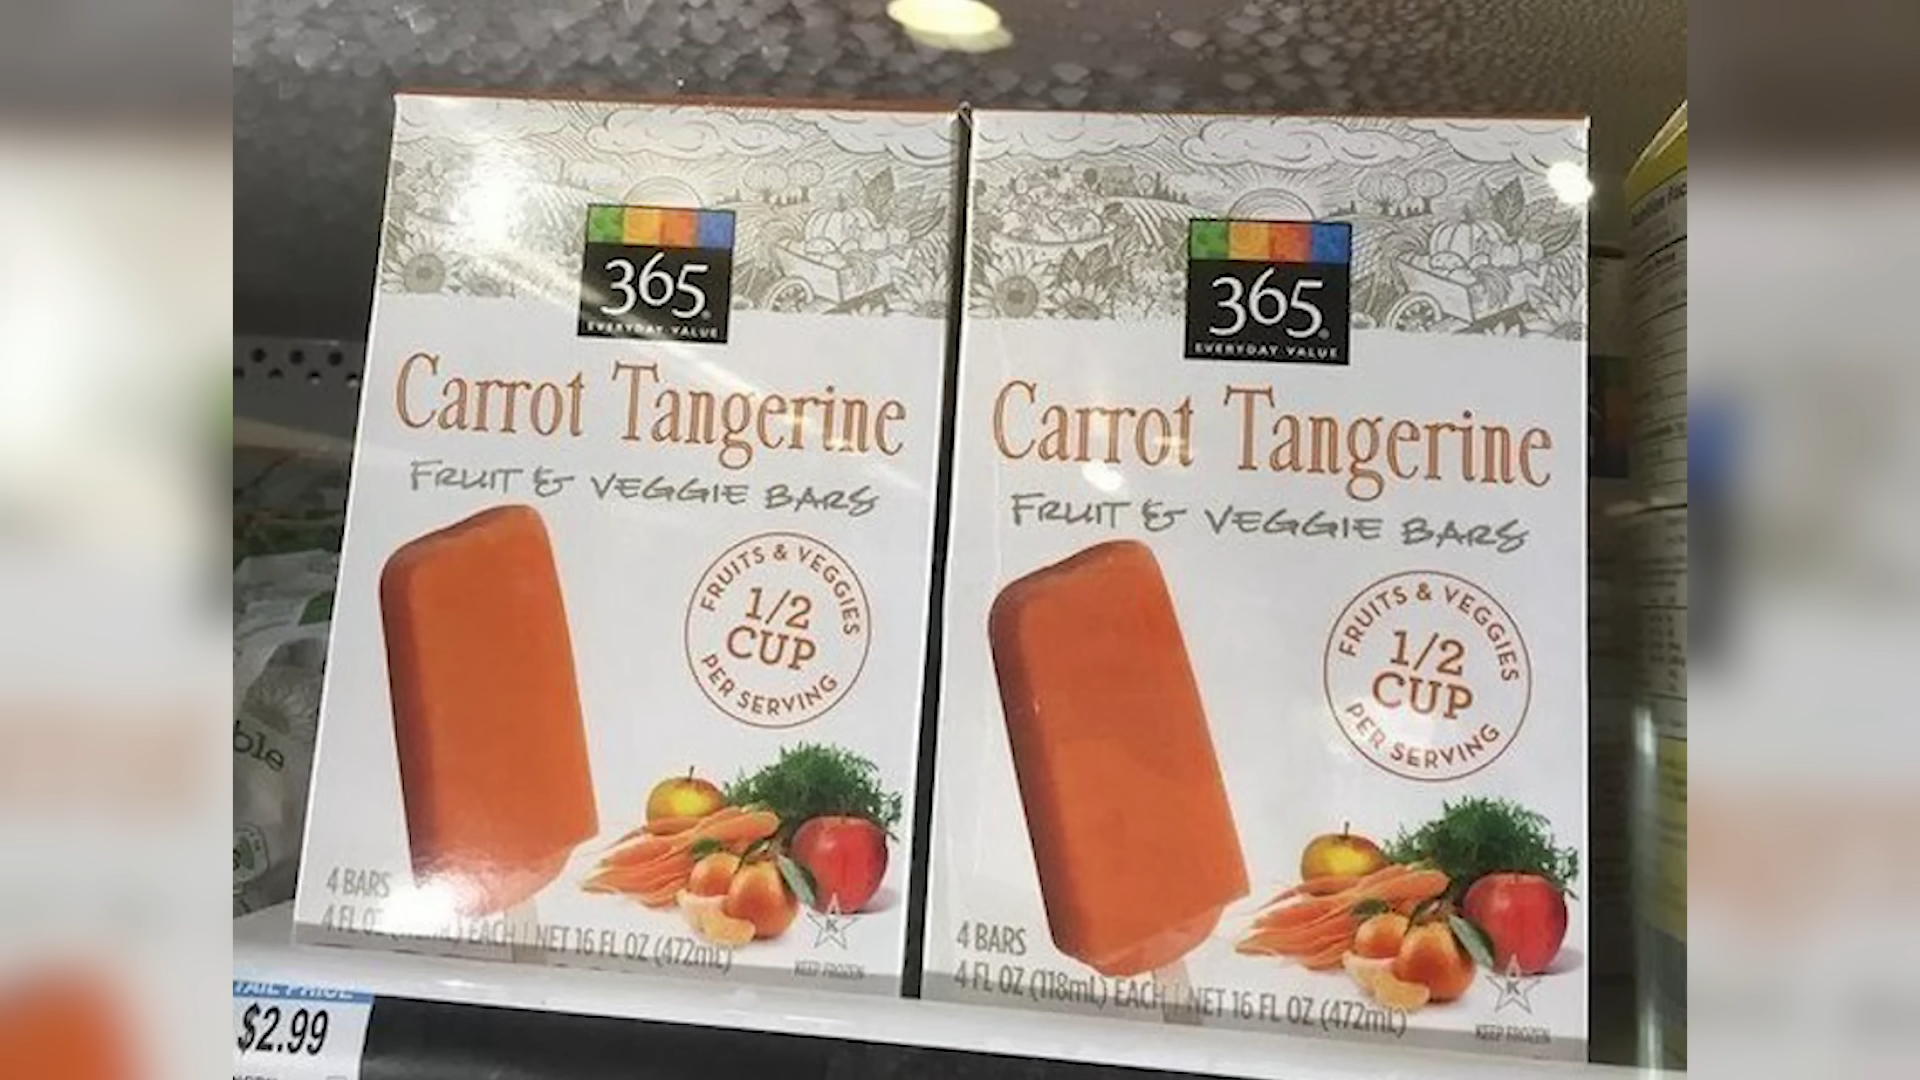 365
EVERYDAY VALUE
Carrot Tangerine
FRUIT & VEGGIE BARS
FRUITS & VEGGIES
1/2
CUP
PER SERVING
4 BARS
4 FL OZ EACH | NET 16 FL OZ (472mL)
K
KEEP FROZEN
365
EVERYDAY VALUE
Carrot Tangerine
FRUIT & VEGGIE BARS
FRUITS & VEGGIES
1/2
CUP
PER SERVING
4 BARS
4 FL OZ (118mL) EACH | NET 16 FL OZ (472mL)
K
KEEP FROZEN
ble
$2.99